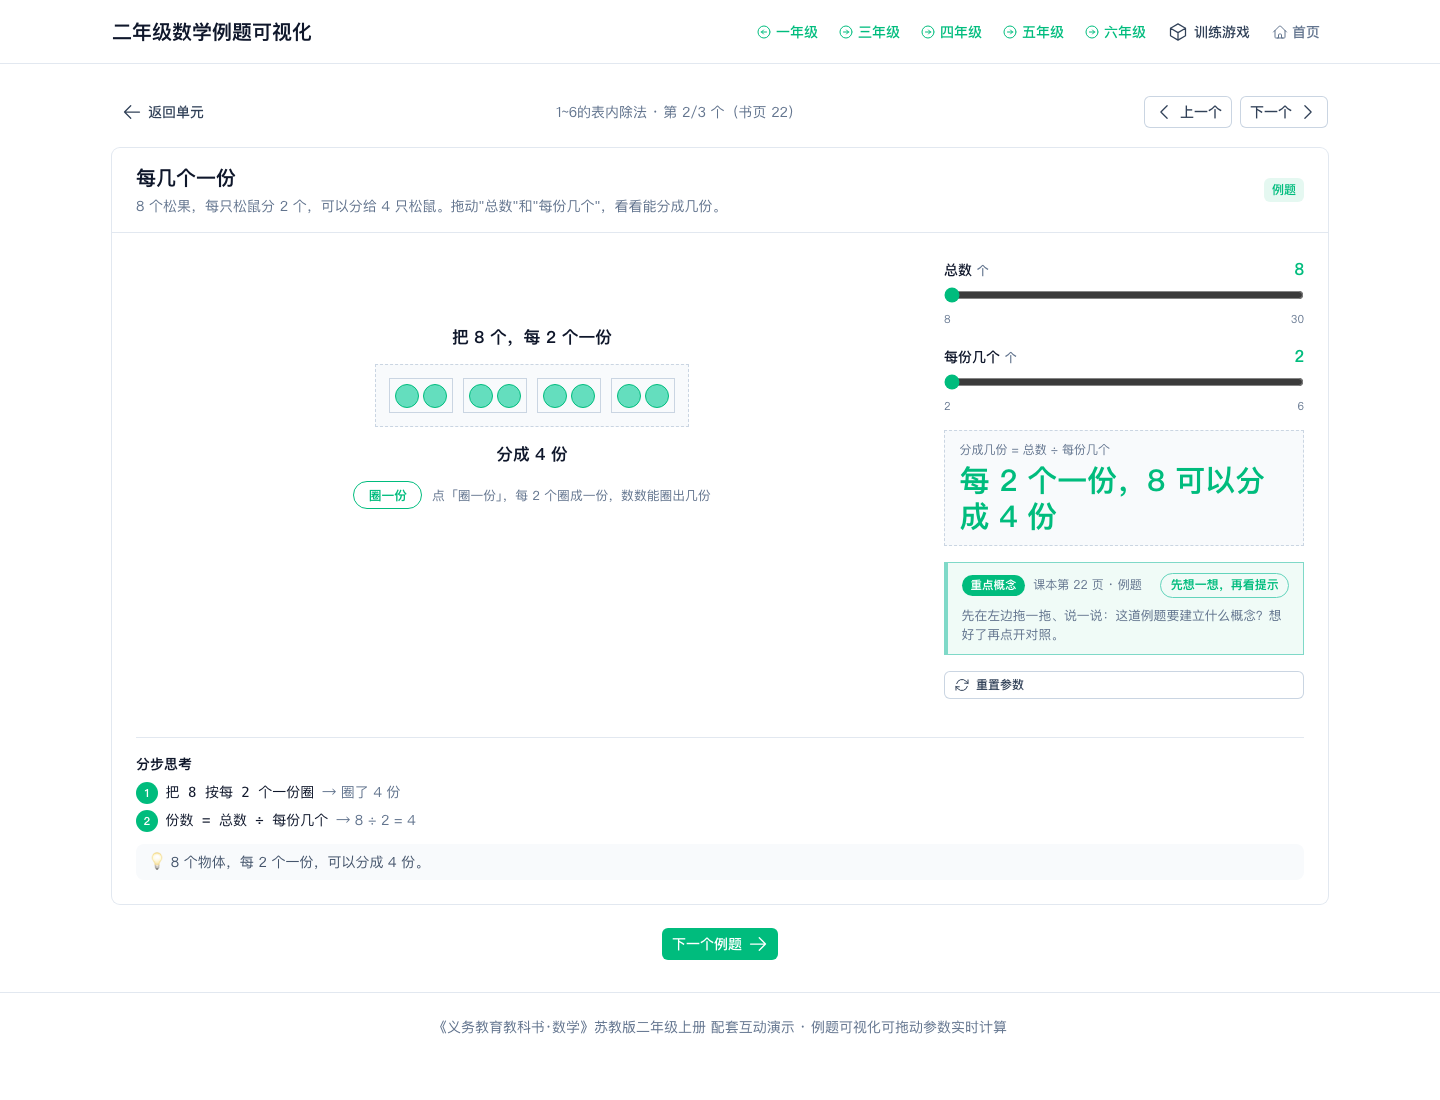 二年级数学例题可视化
一年级 三年级 四年级 五年级 六年级 训练游戏 首页
返回单元
1~6的表内除法 · 第 2/3 个（书页 22）
上一个 下一个
每几个一份
8 个松果，每只松鼠分 2 个，可以分给 4 只松鼠。拖动"总数"和"每份几个"，看看能分成几份。
例题
把 8 个，每 2 个一份
分成 4 份
圈一份 点「圈一份」，每 2 个圈成一份，数数能圈出几份
总数 个 8
8 30
每份几个 个 2
2 6
分成几份 = 总数 ÷ 每份几个
每 2 个一份，8 可以分
成 4 份
重点概念 课本第 22 页 · 例题 先想一想，再看提示
先在左边拖一拖、说一说：这道例题要建立什么概念？想
好了再点开对照。
重置参数
分步思考
1 把 8 按每 2 个一份圈 → 圈了 4 份
2 份数 = 总数 ÷ 每份几个 → 8 ÷ 2 = 4
💡 8 个物体，每 2 个一份，可以分成 4 份。
下一个例题 →
《义务教育教科书·数学》苏教版二年级上册 配套互动演示 · 例题可视化可拖动参数实时计算